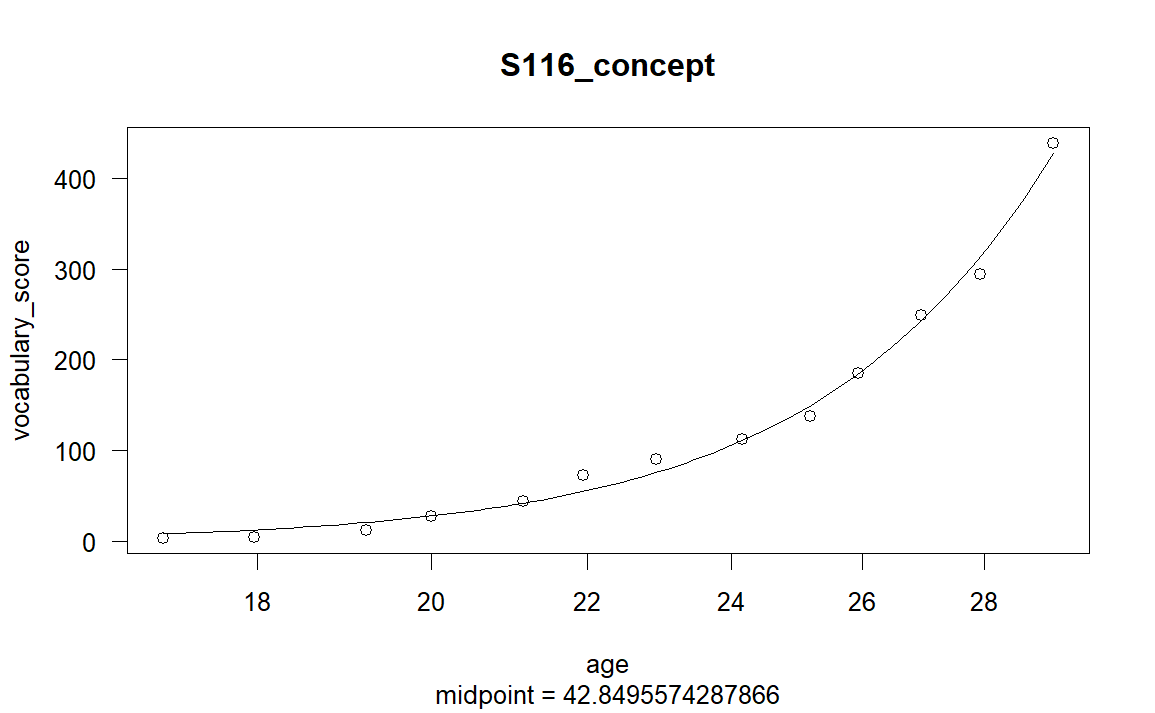 S116_concept
vocabulary_score
400
300
200
100
0
18 20 22 24 26 28
age
midpoint = 42.8495574287866